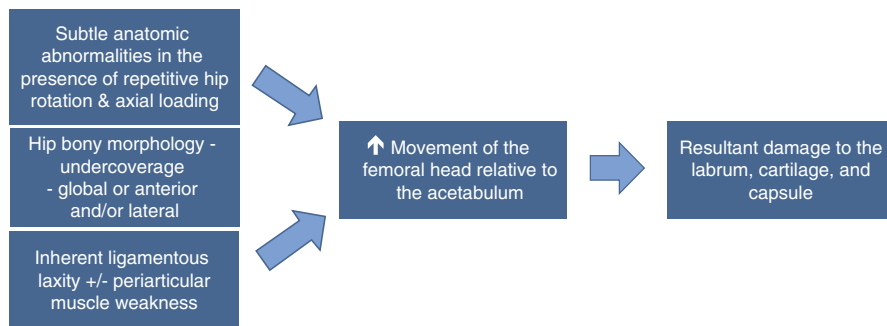 Subtle anatomic
abnormalities in the
presence of repetitive hip
rotation & axial loading
Hip bony morphology -
undercoverage
- global or anterior
and/or lateral
Inherent ligamentous
laxity +/- periarticular
muscle weakness
↑ Movement of the
femoral head relative to
the acetabulum
Resultant damage to the
labrum, cartilage, and
capsule